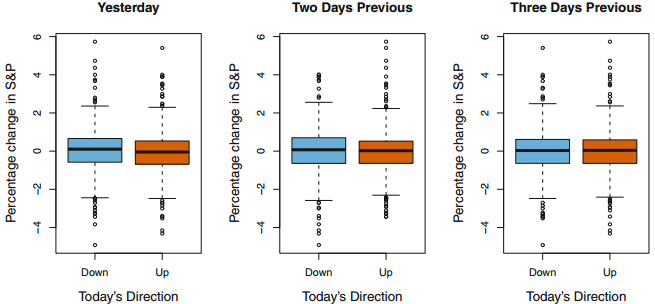 Yesterday
Percentage change in S&P
6
4
2
0
−2
−4
Down Up
Today's Direction
Two Days Previous
Percentage change in S&P
6
4
2
0
−2
−4
Down Up
Today's Direction
Three Days Previous
Percentage change in S&P
6
4
2
0
−2
−4
Down Up
Today's Direction